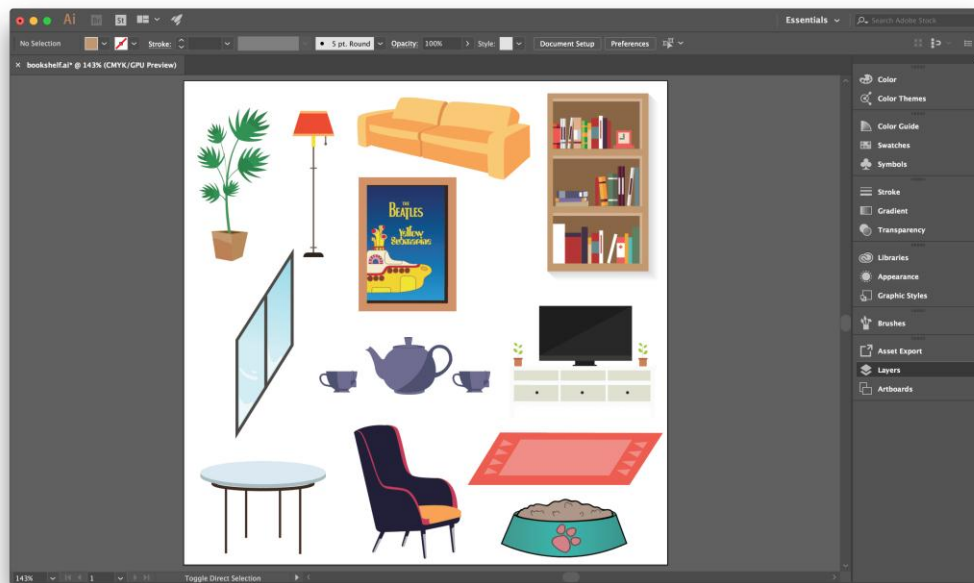 Ai Br St Essentials Search Adobe Stock
No Selection Stroke: 5 pt. Round Opacity: 100% Style: Document Setup Preferences
× bookshelf.ai* @ 143% (CMYK/GPU Preview)
Color
Color Themes
Color Guide
Swatches
Symbols
Stroke
Gradient
Transparency
Libraries
Appearance
Graphic Styles
Brushes
Asset Export
Layers
Artboards
THE
BEATLES
Yellow
Submarine
143% 1 Toggle Direct Selection